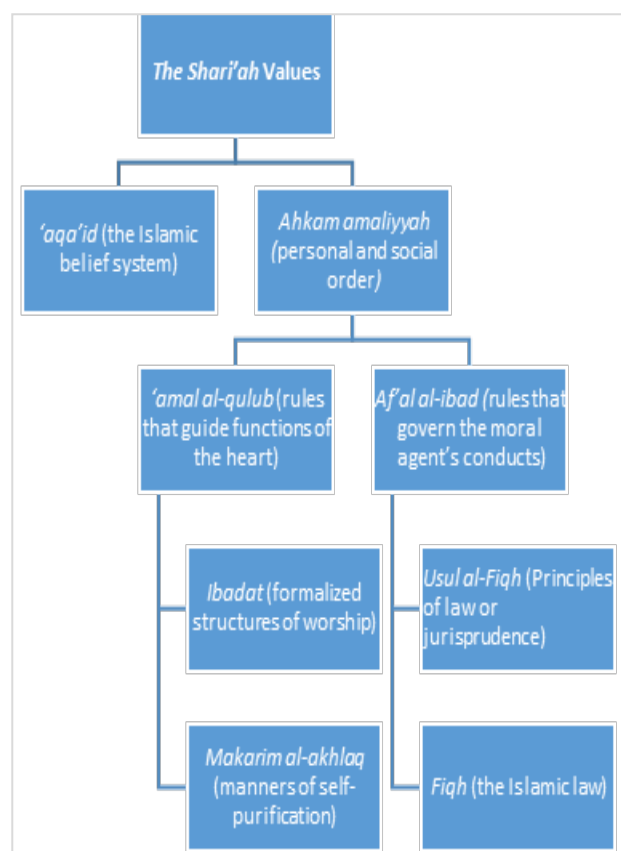 The Shari'ah Values
'aqa'id (the Islamic
belief system)
Ahkam amaliyyah
(personal and social
order)
'amal al-qulub (rules
that guide functions of
the heart)
Af'al al-ibad (rules that
govern the moral
agent's conducts)
Ibadat (formalized
structures of worship)
Usul al-Fiqh (Principles
of law or
jurisprudence)
Makarim al-akhlaq
(manners of self-
purification)
Fiqh (the Islamic law)